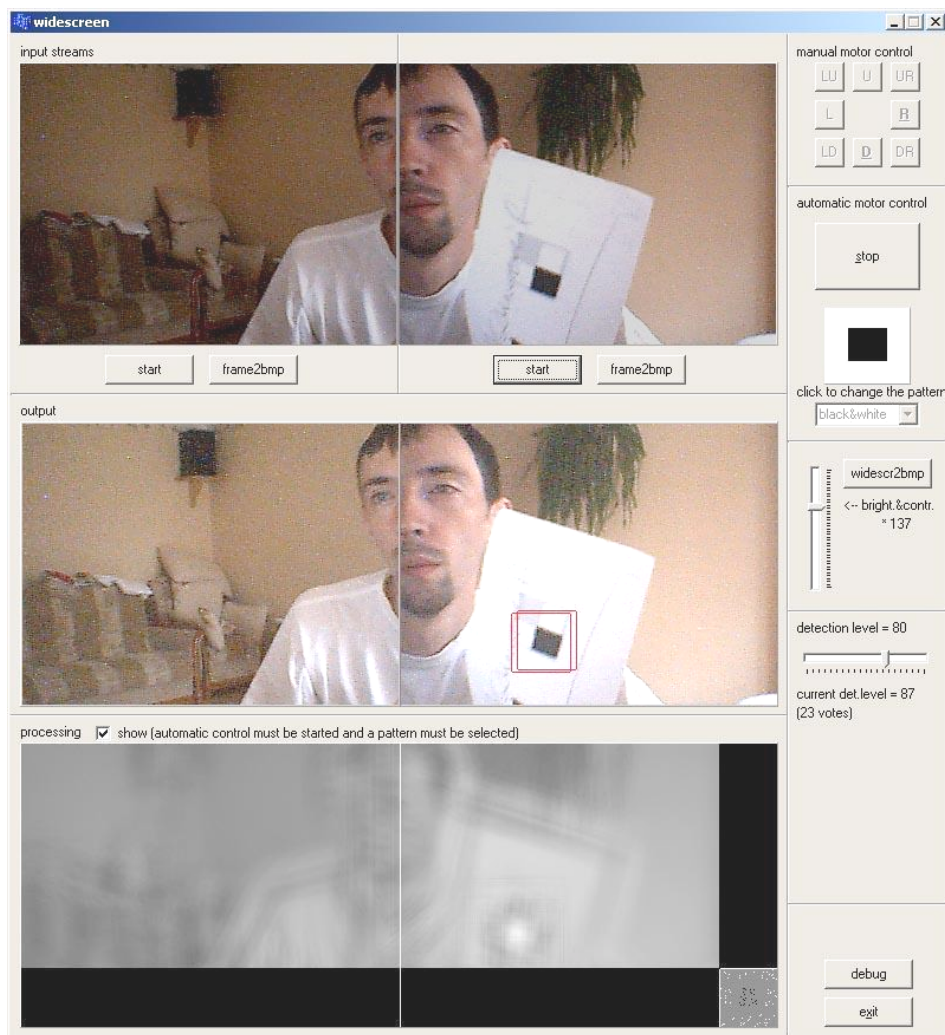 widescreen
input streams
start
frame2bmp
start
frame2bmp
output
processing
show (automatic control must be started and a pattern must be selected)
manual motor control
LU U UR
L R
LD D DR
automatic motor control
stop
click to change the pattern
black&white
widescr2bmp
<-- bright.&contr.
* 137
detection level = 80
current det.level = 87
(23 votes)
debug
exit